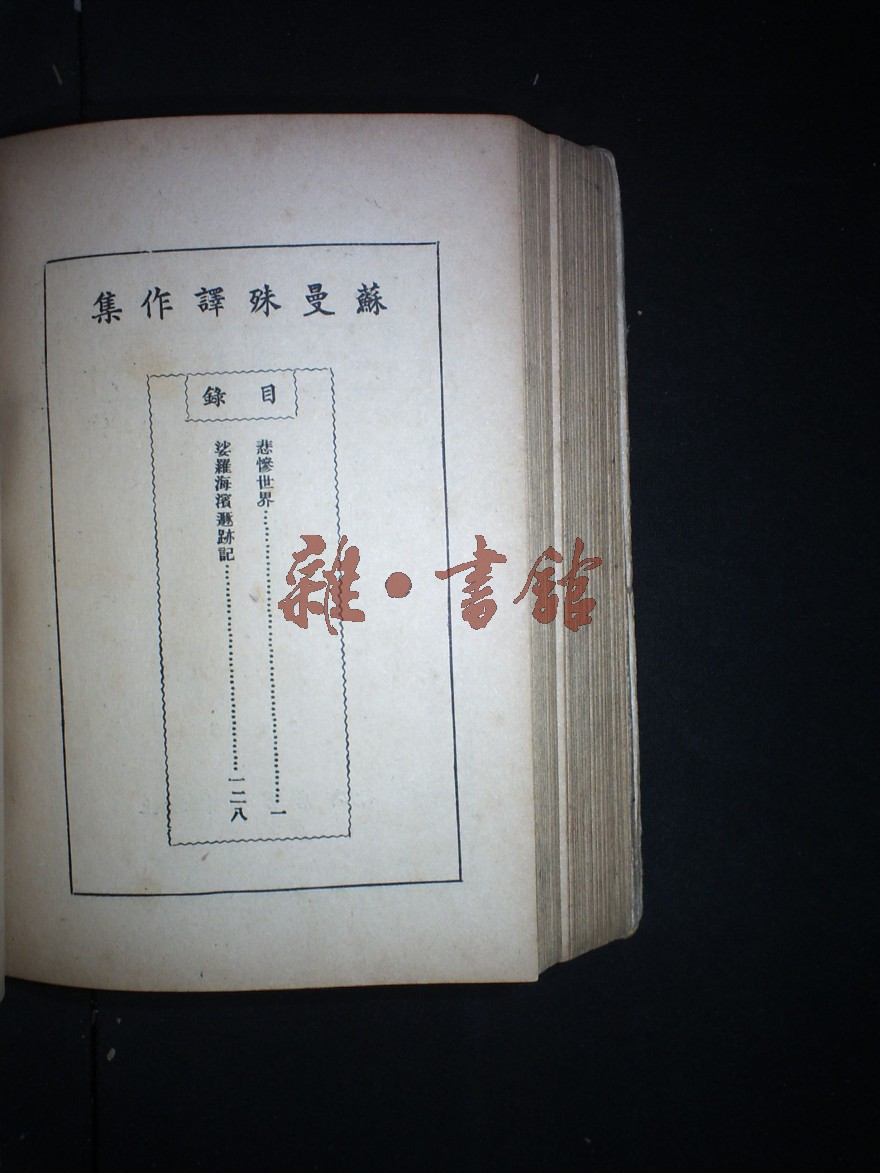 蘇曼殊譯作集
目錄
悲慘世界…………………………一
娑羅海濱遯跡記…………………………一二八
雜·書館